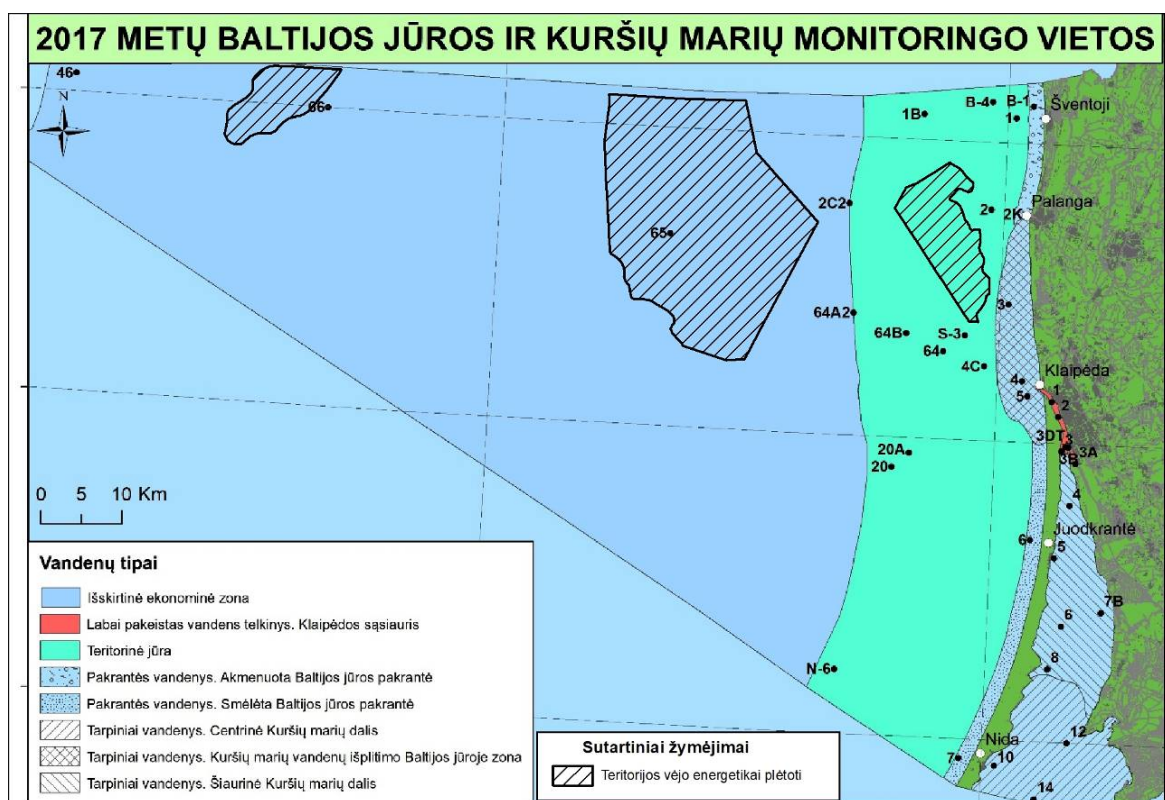 2017 METŲ BALTIJOS JŪROS IR KURŠIŲ MARIŲ MONITORINGO VIETOS
46
N
66
B-4
B-1
1B
1
Šventoji
2C2
2
2K
Palanga
65
3
64A2
64B
S-3
64
4C
4
Klaipėda
5
1
2
3DT
3
3B
3A
20A
20
4
0 5 10 Km
6
Juodkrantė
5
7B
6
8
N-6
12
7
Nida
10
14
Vandenų tipai
Išskirtinė ekonominė zona
Labai pakeistas vandens telkinys. Klaipėdos sąsiauris
Teritorinė jūra
Pakrantės vandenys. Akmenuota Baltijos jūros pakrantė
Pakrantės vandenys. Smėlėta Baltijos jūros pakrantė
Tarpiniai vandenys. Centrinė Kuršių marių dalis
Tarpiniai vandenys. Kuršių marių vandenų išplitimo Baltijos jūroje zona
Tarpiniai vandenys. Šiaurinė Kuršių marių dalis
Sutartiniai žymėjimai
Teritorijos vėjo energetikai plėtoti